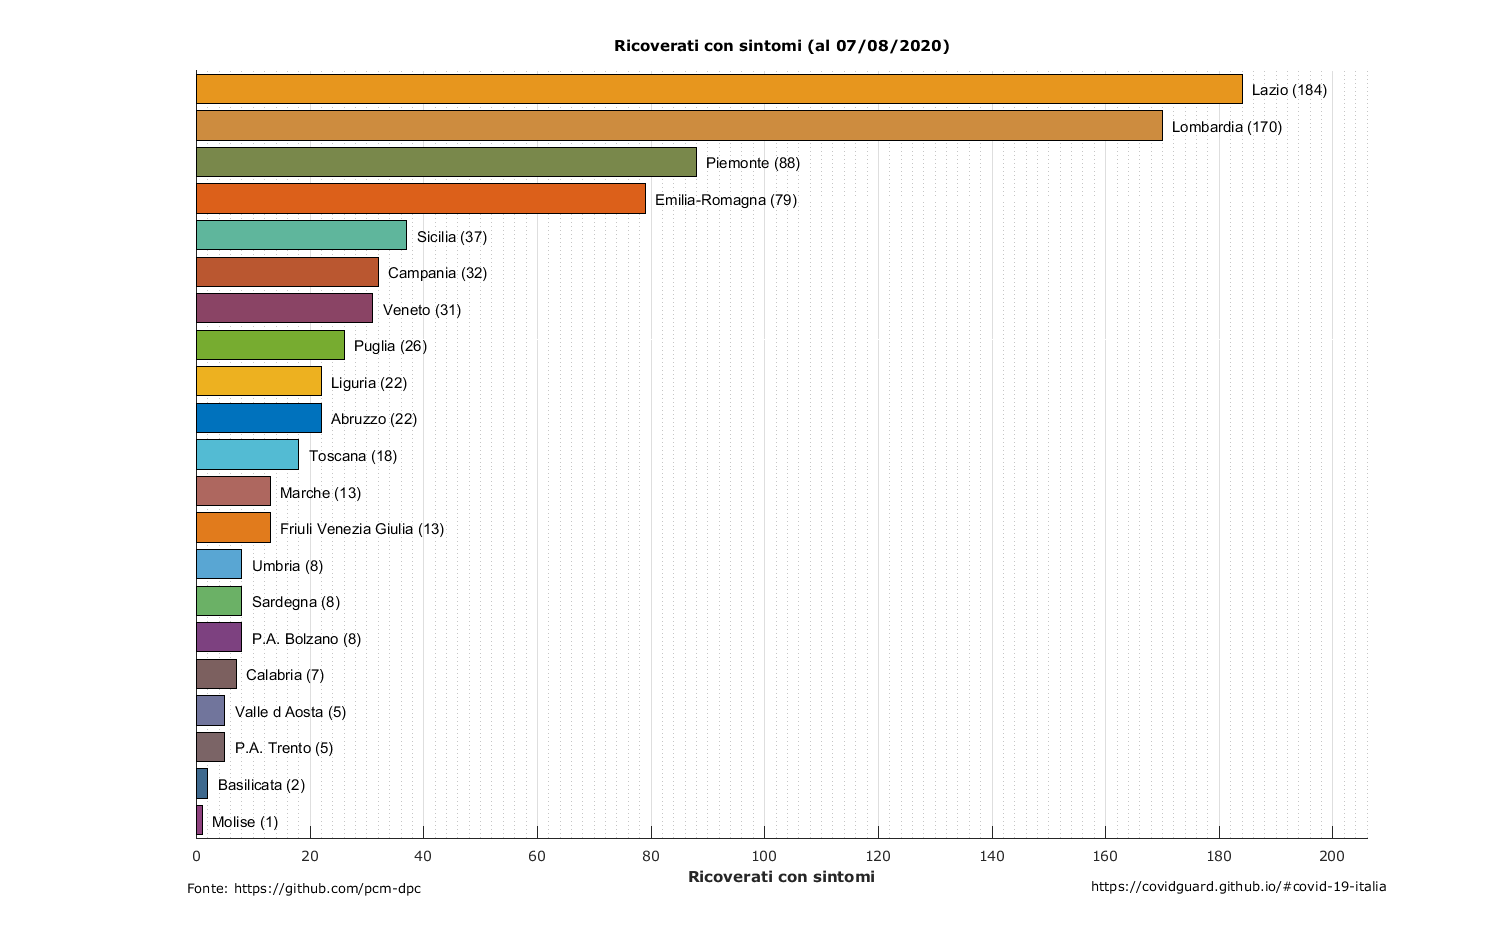 Ricoverati con sintomi (al 07/08/2020)
Lazio (184)
Lombardia (170)
Piemonte (88)
Emilia-Romagna (79)
Sicilia (37)
Campania (32)
Veneto (31)
Puglia (26)
Liguria (22)
Abruzzo (22)
Toscana (18)
Marche (13)
Friuli Venezia Giulia (13)
Umbria (8)
Sardegna (8)
P.A. Bolzano (8)
Calabria (7)
Valle d Aosta (5)
P.A. Trento (5)
Basilicata (2)
Molise (1)
0 20 40 60 80 100 120 140 160 180 200
Ricoverati con sintomi
Fonte: https://github.com/pcm-dpc
https://covidguard.github.io/#covid-19-italia